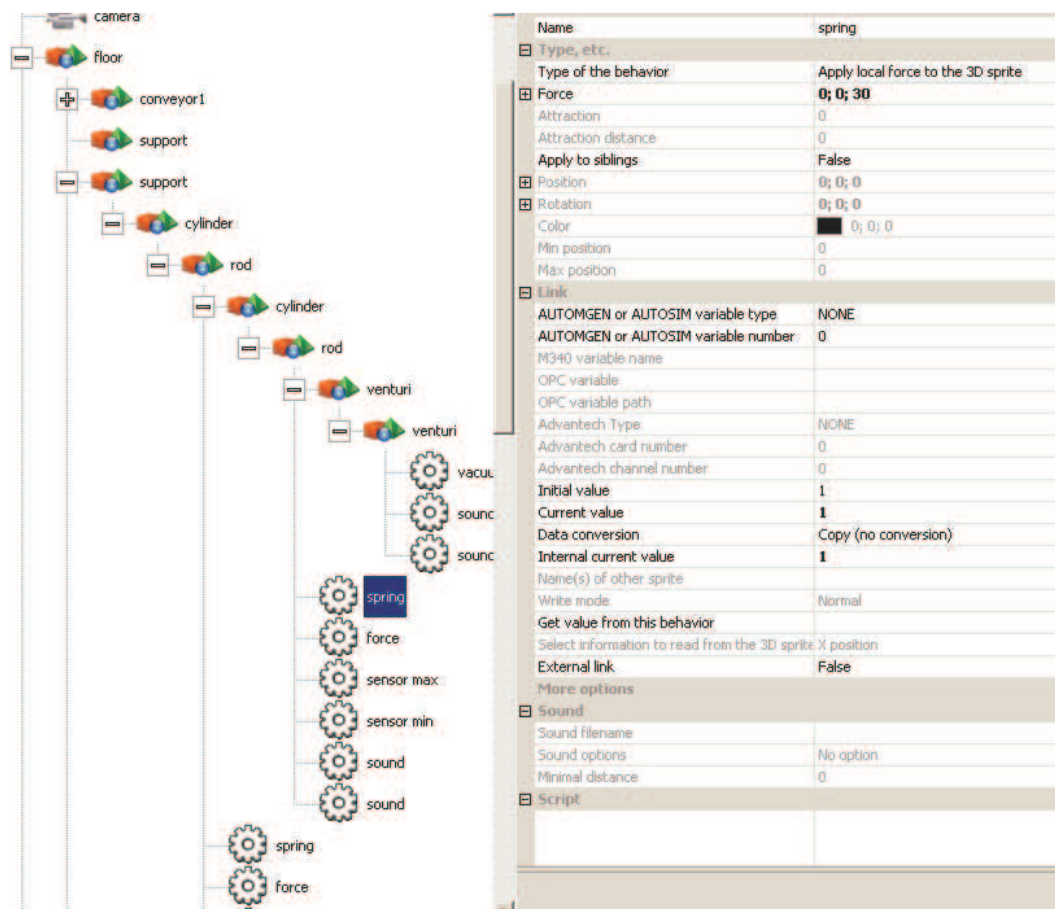 camera
floor
conveyor1
support
support
cylinder
rod
cylinder
rod
venturi
venturi
vacuu
sound
sound
spring
force
sensor max
sensor min
sound
sound
spring
force
Name spring
Type, etc.
Type of the behavior Apply local force to the 3D sprite
Force 0; 0; 30
Attraction 0
Attraction distance 0
Apply to siblings False
Position 0; 0; 0
Rotation 0; 0; 0
Color 0; 0; 0
Min position 0
Max position 0
Link
AUTOMGEN or AUTOSIM variable type NONE
AUTOMGEN or AUTOSIM variable number 0
M340 variable name
OPC variable
OPC variable path
Advantech Type NONE
Advantech card number 0
Advantech channel number 0
Initial value 1
Current value 1
Data conversion Copy (no conversion)
Internal current value 1
Name(s) of other sprite
Write mode Normal
Get value from this behavior
Select information to read from the 3D sprite X position
External link False
More options
Sound
Sound filename
Sound options No option
Minimal distance 0
Script